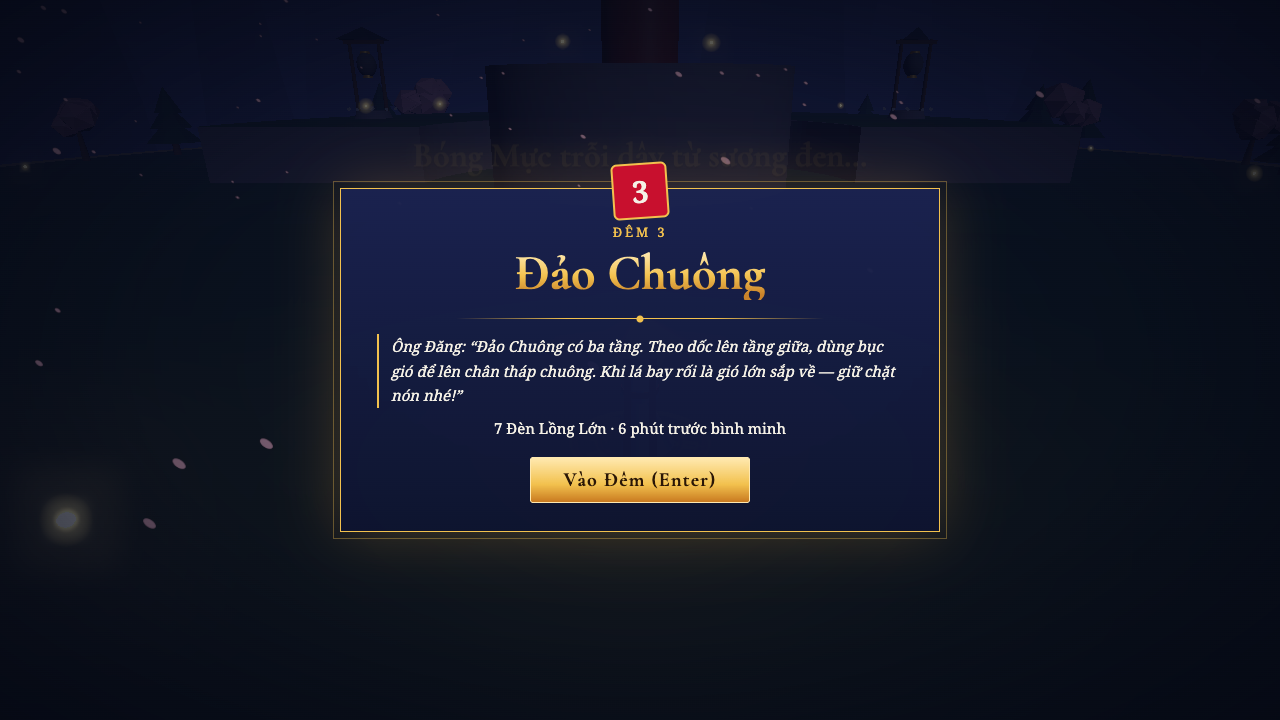 Bóng Mực trỗi dậy từ sương đen...
3
ĐÊM 3
Đảo Chuông
Ông Đăng: “Đảo Chuông có ba tầng. Theo dốc lên tầng giữa, dùng bục
gió để lên chân tháp chuông. Khi lá bay rối là gió lớn sắp về — giữ chặt
nón nhé!”
7 Đèn Lồng Lớn · 6 phút trước bình minh
Vào Đêm (Enter)